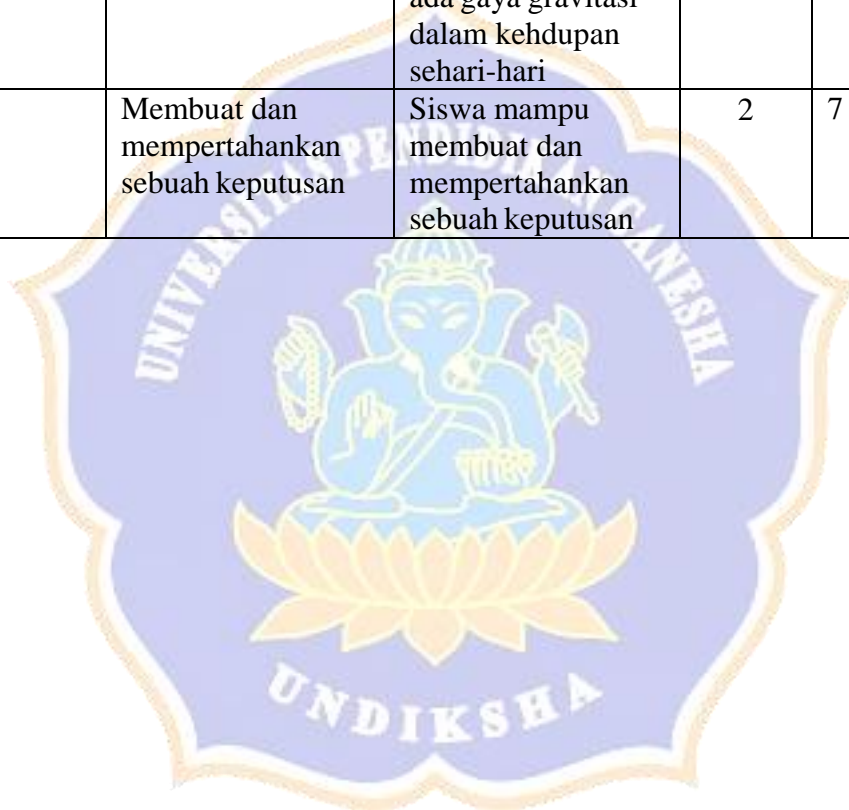 ada gaya gravitasi
dalam kehdupan
sehari-hari
Membuat dan
mempertahankan
sebuah keputusan
Siswa mampu
membuat dan
mempertahankan
sebuah keputusan
2
7
UNIVERSITAS PENDIDIKAN GANESHA
UNDIKSHA